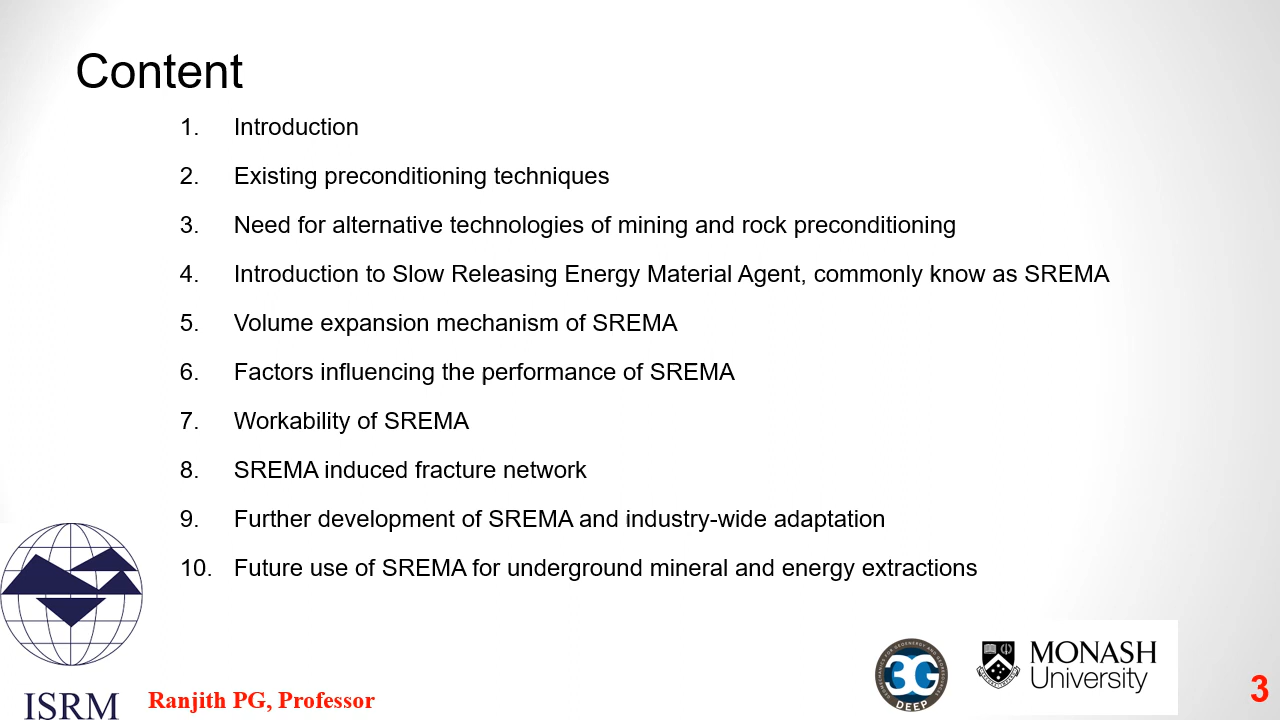 Content
1. Introduction
2. Existing preconditioning techniques
3. Need for alternative technologies of mining and rock preconditioning
4. Introduction to Slow Releasing Energy Material Agent, commonly know as SREMA
5. Volume expansion mechanism of SREMA
6. Factors influencing the performance of SREMA
7. Workability of SREMA
8. SREMA induced fracture network
9. Further development of SREMA and industry-wide adaptation
10. Future use of SREMA for underground mineral and energy extractions
ISRM
Ranjith PG, Professor
3G
DEEP
MONASH
University
3